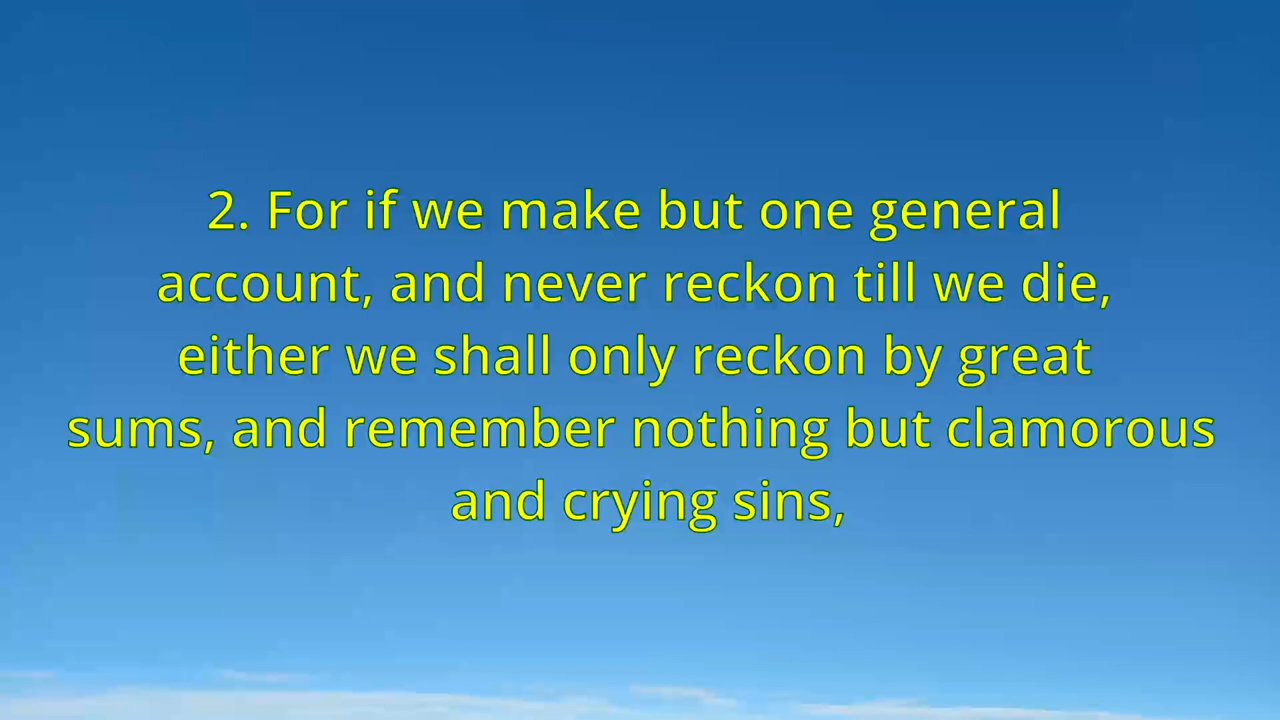 2. For if we make but one general
account, and never reckon till we die,
either we shall only reckon by great
sums, and remember nothing but clamorous
and crying sins,